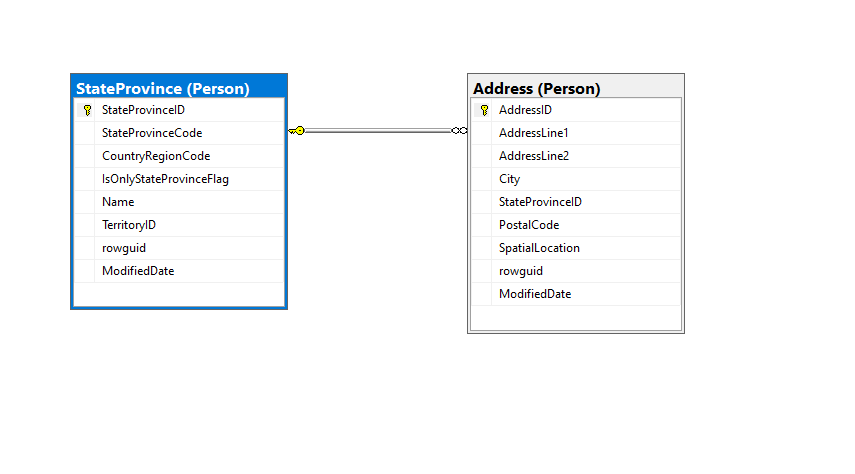 StateProvince (Person)
StateProvinceID
StateProvinceCode
CountryRegionCode
IsOnlyStateProvinceFlag
Name
TerritoryID
rowguid
ModifiedDate
Address (Person)
AddressID
AddressLine1
AddressLine2
City
StateProvinceID
PostalCode
SpatialLocation
rowguid
ModifiedDate